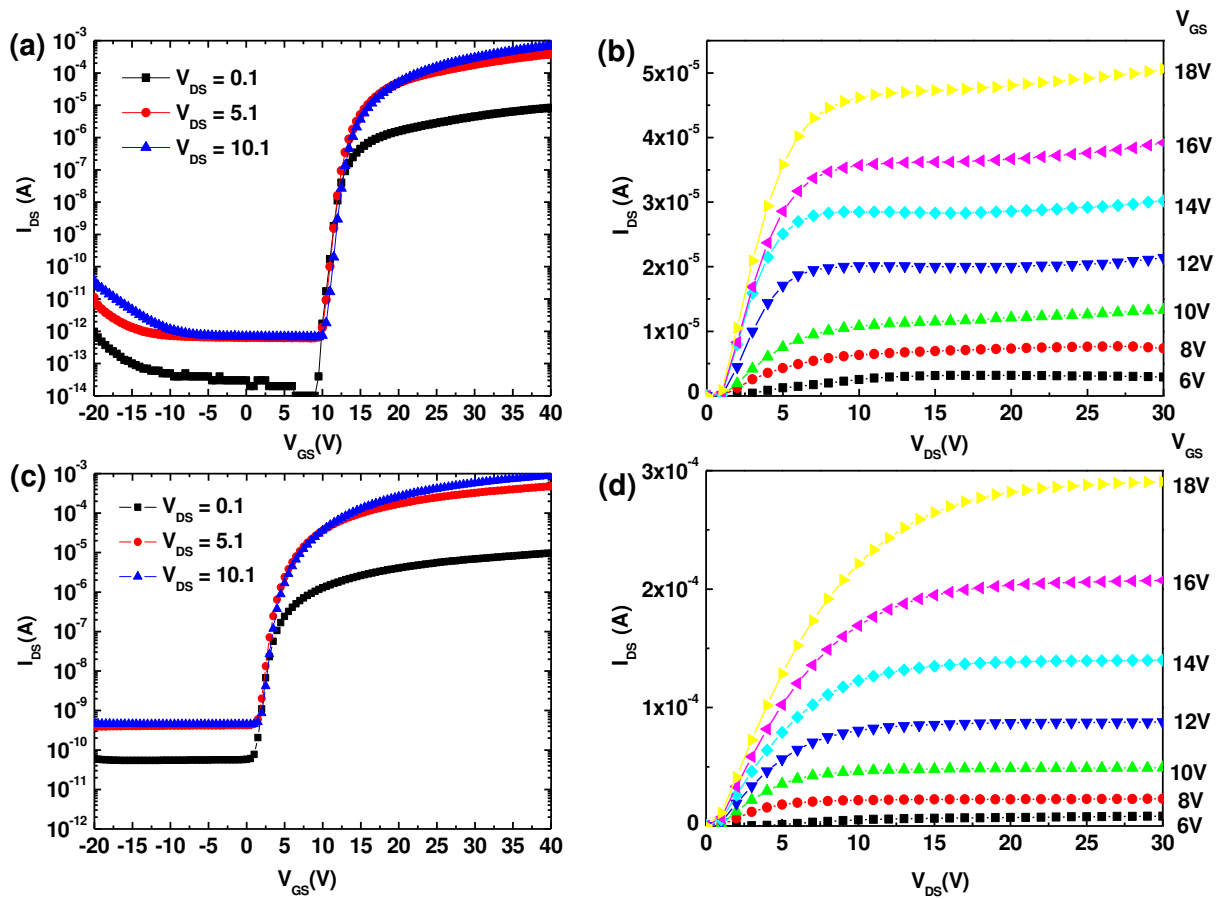 (a)
10⁻³
10⁻⁴
10⁻⁵
10⁻⁶
10⁻⁷
10⁻⁸
10⁻⁹
10⁻¹⁰
10⁻¹¹
10⁻¹²
10⁻¹³
10⁻¹⁴
I_DS (A)
V_DS = 0.1
V_DS = 5.1
V_DS = 10.1
-20 -15 -10 -5 0 5 10 15 20 25 30 35 40
V_GS(V)
(b)
V_GS
5x10⁻⁵
4x10⁻⁵
3x10⁻⁵
2x10⁻⁵
1x10⁻⁵
0
I_DS (A)
18V
16V
14V
12V
10V
8V
6V
0 5 10 15 20 25 30
V_DS(V)
(c)
10⁻³
10⁻⁴
10⁻⁵
10⁻⁶
10⁻⁷
10⁻⁸
10⁻⁹
10⁻¹⁰
10⁻¹¹
10⁻¹²
I_DS (A)
V_DS = 0.1
V_DS = 5.1
V_DS = 10.1
-20 -15 -10 -5 0 5 10 15 20 25 30 35 40
V_GS(V)
(d)
V_GS
3x10⁻⁴
2x10⁻⁴
1x10⁻⁴
0
I_DS (A)
18V
16V
14V
12V
10V
8V
6V
0 5 10 15 20 25 30
V_DS(V)